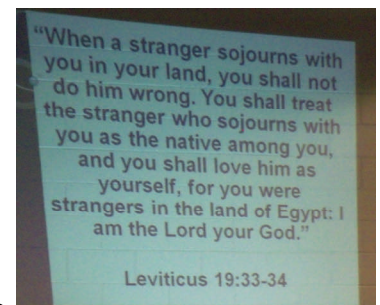 “When a stranger sojourns with
you in your land, you shall not
do him wrong. You shall treat
the stranger who sojourns with
you as the native among you,
and you shall love him as
yourself, for you were
strangers in the land of Egypt: I
am the Lord your God.”
Leviticus 19:33-34